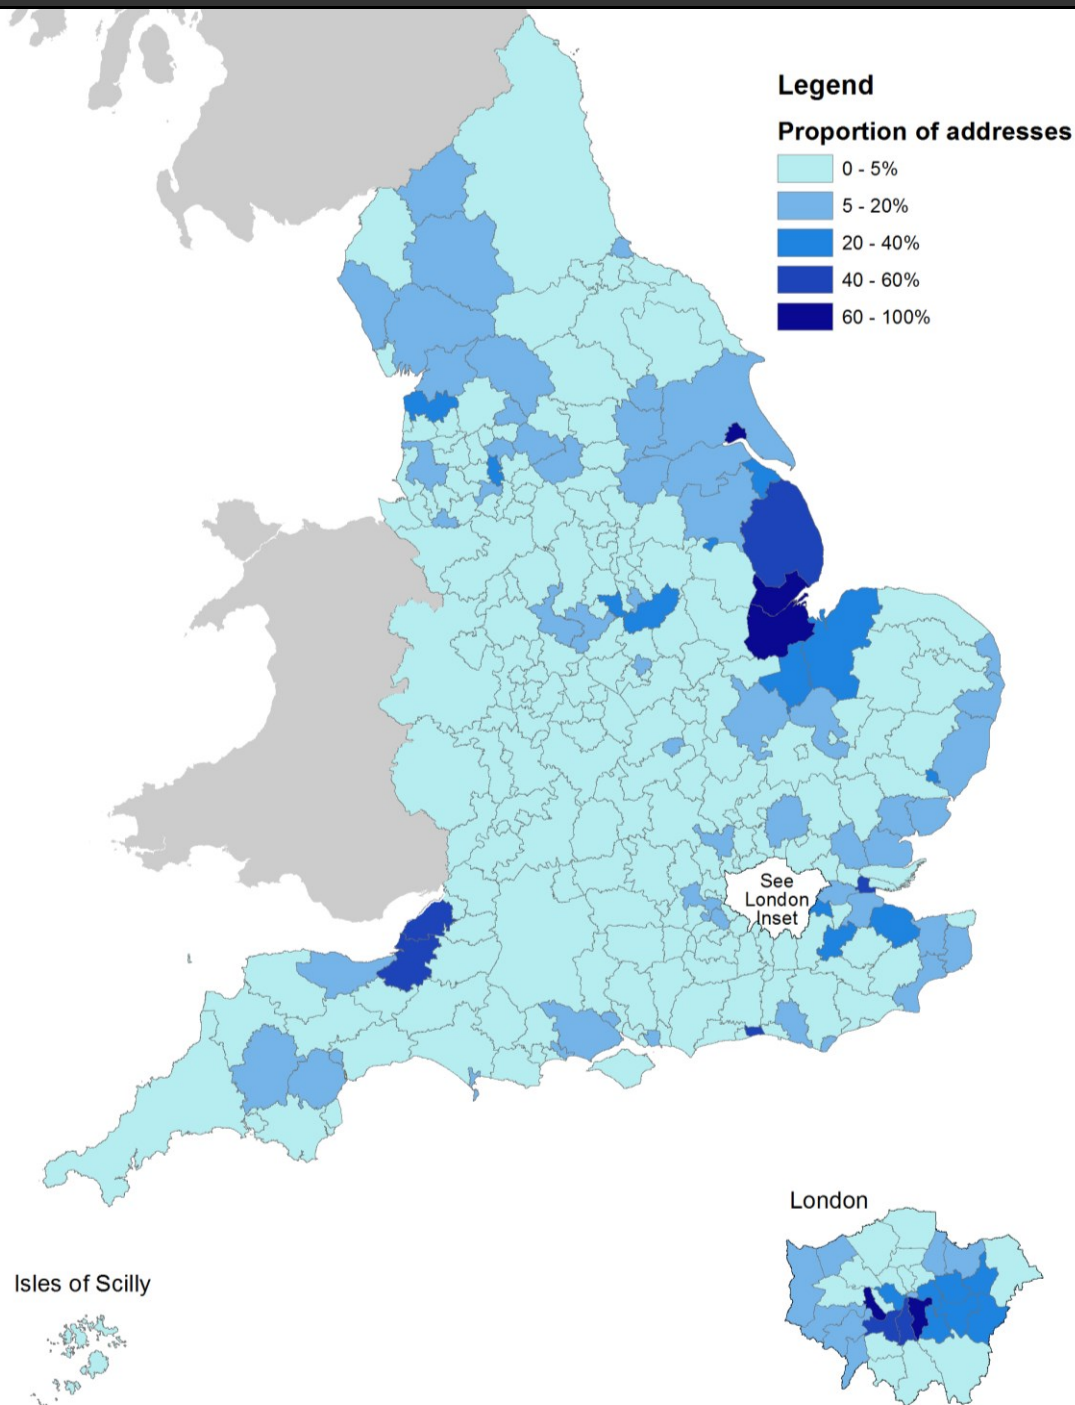 Legend
Proportion of addresses
0 - 5%
5 - 20%
20 - 40%
40 - 60%
60 - 100%
See
London
Inset
London
Isles of Scilly